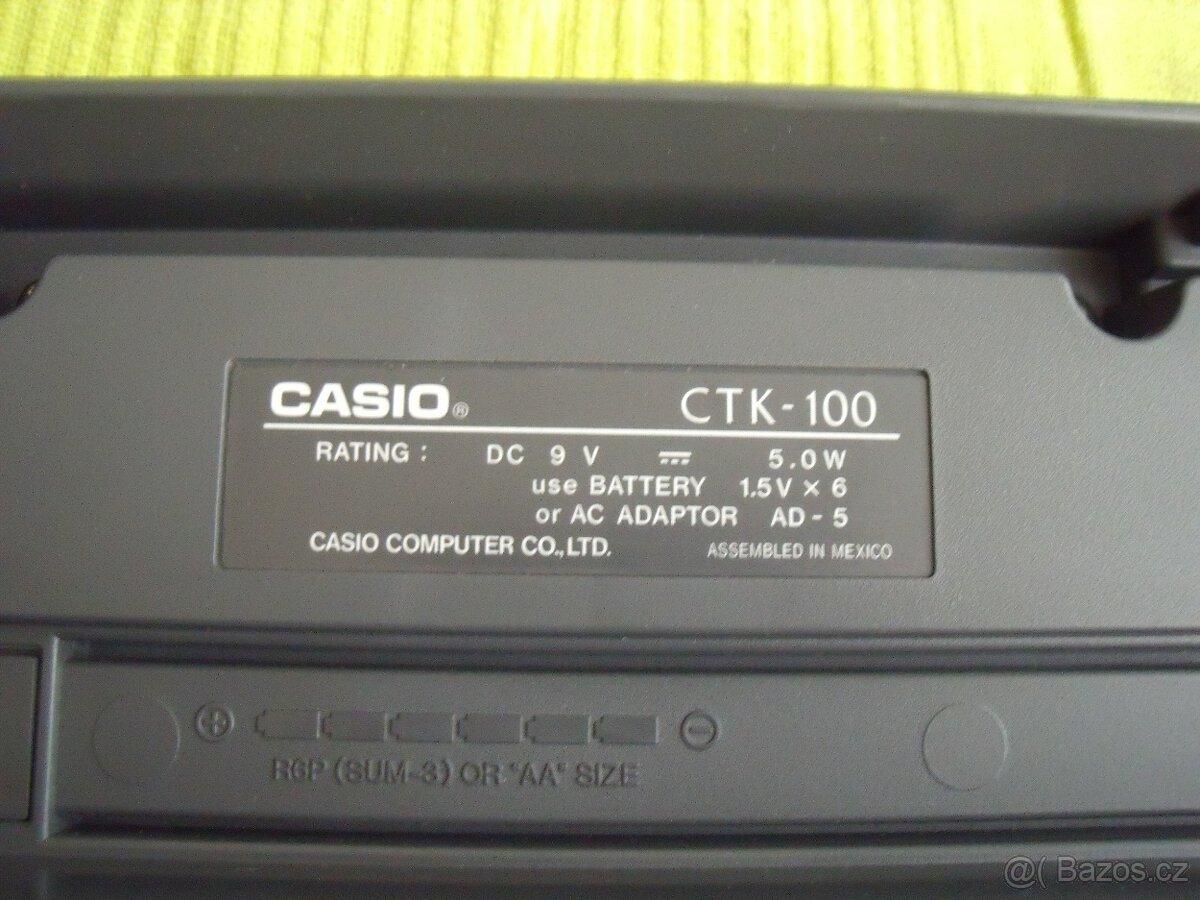 CASIO® CTK-100
RATING : DC 9 V ⎓ 5.0W
use BATTERY 1.5V × 6
or AC ADAPTOR AD-5
CASIO COMPUTER CO.,LTD. ASSEMBLED IN MEXICO
+ −
R6P (SUM-3) OR "AA" SIZE
@( Bazos.cz